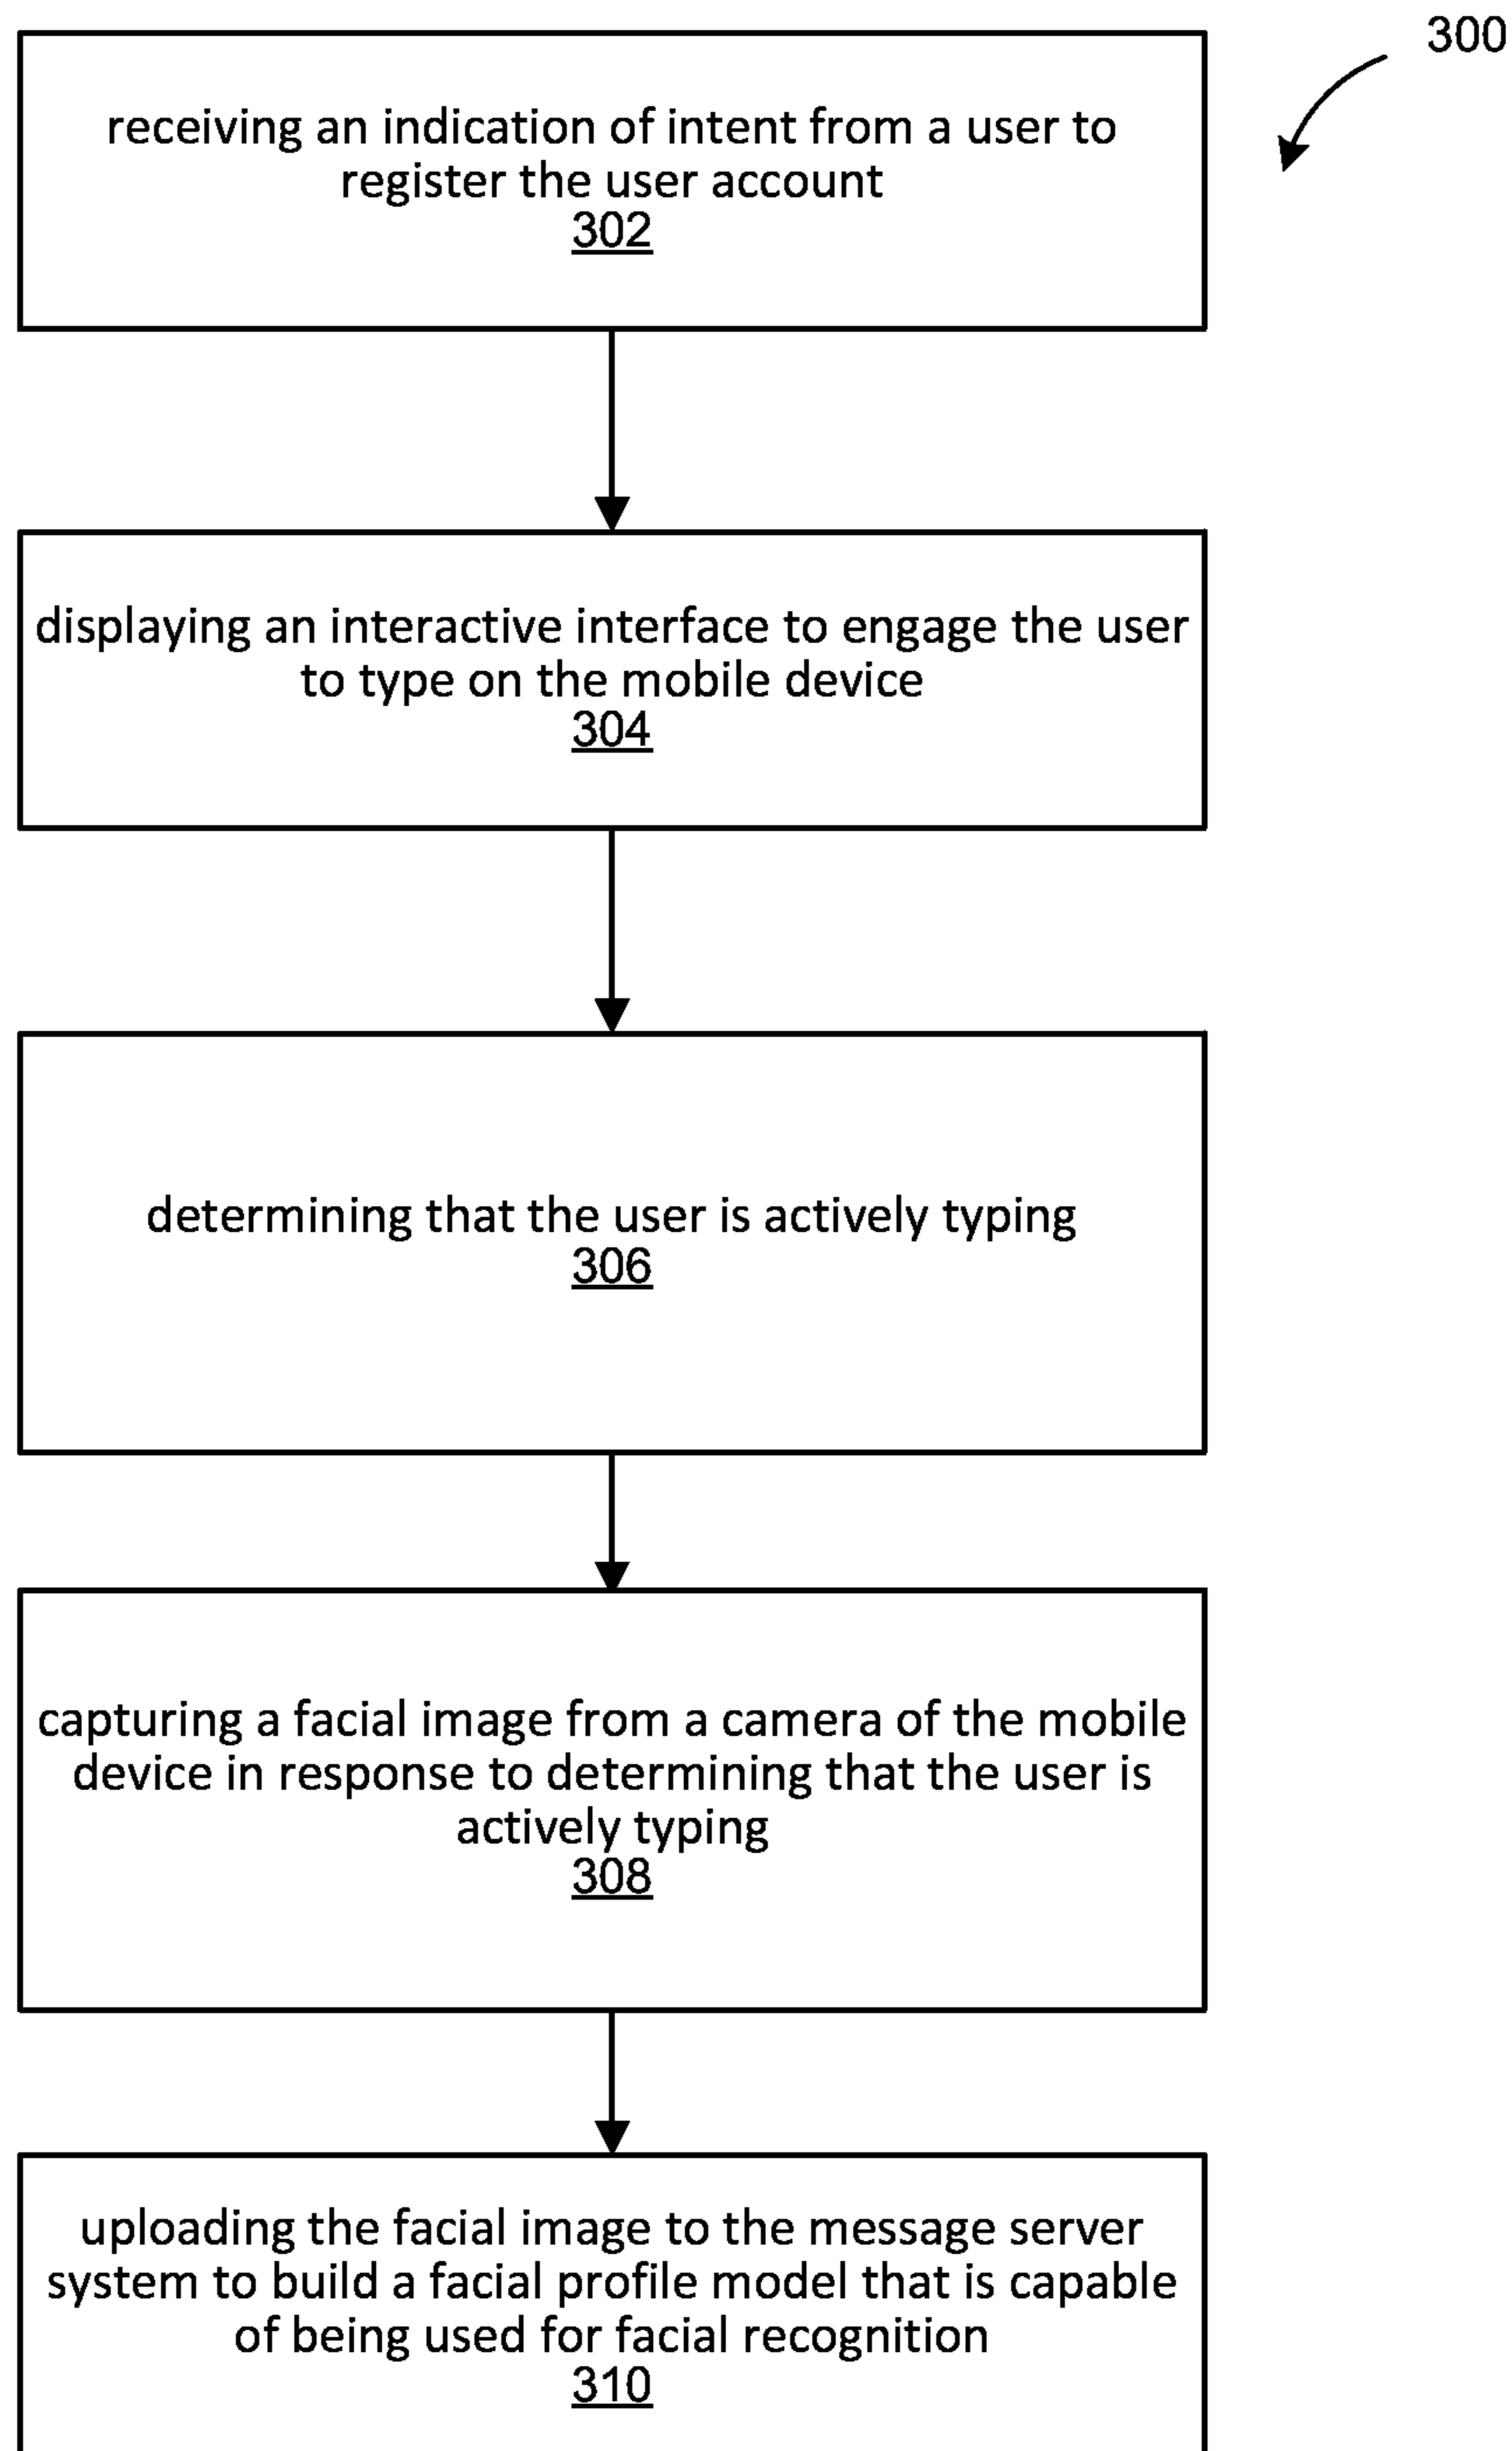 300
receiving an indication of intent from a user to
register the user account
302
displaying an interactive interface to engage the user
to type on the mobile device
304
determining that the user is actively typing
306
capturing a facial image from a camera of the mobile
device in response to determining that the user is
actively typing
308
uploading the facial image to the message server
system to build a facial profile model that is capable
of being used for facial recognition
310